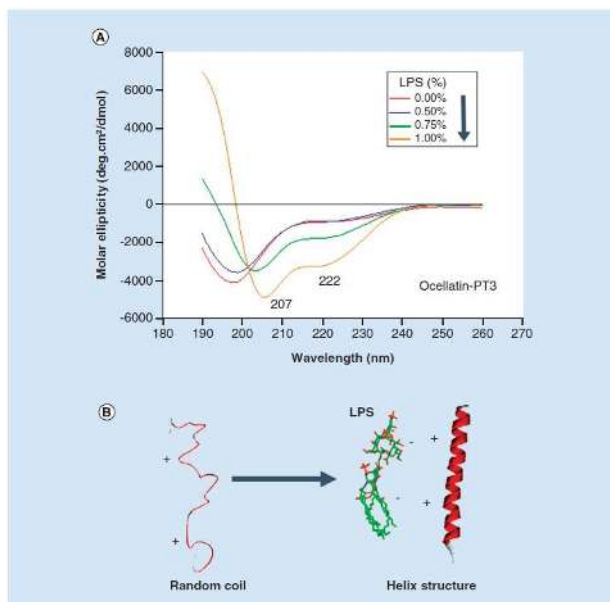 A
8000
6000
4000
2000
0
-2000
-4000
-6000
Molar ellipticity (deg.cm²/dmol)
LPS (%)
0.00%
0.50%
0.75%
1.00%
207
222
Ocellatin-PT3
180 190 200 210 220 230 240 250 260 270
Wavelength (nm)
B
LPS
+
+
-
-
+
+
Random coil
Helix structure